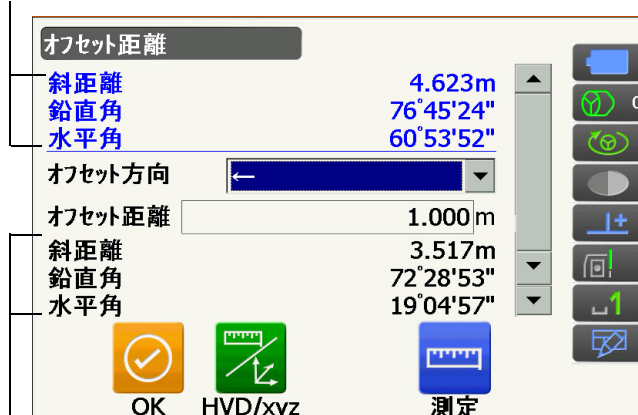 オフセット距離
斜距離 4.623m
鉛直角 76°45'24"
水平角 60°53'52"
オフセット方向 ←
オフセット距離 1.000 m
斜距離 3.517m
鉛直角 72°28'53"
水平角 19°04'57"
OK HVD/xyz 測定
1